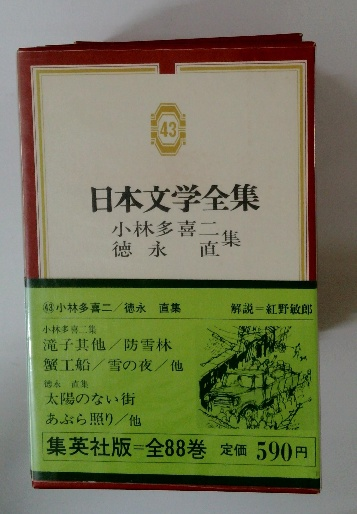 43
日本文学全集
小林多喜二
徳永直 集
㊸小林多喜二／徳永 直集 解説＝紅野敏郎
小林多喜二集
滝子其他／防雪林
蟹工船／雪の夜／他
徳永 直集
太陽のない街
あぶら照り／他
集英社版＝全88巻 定価 590円